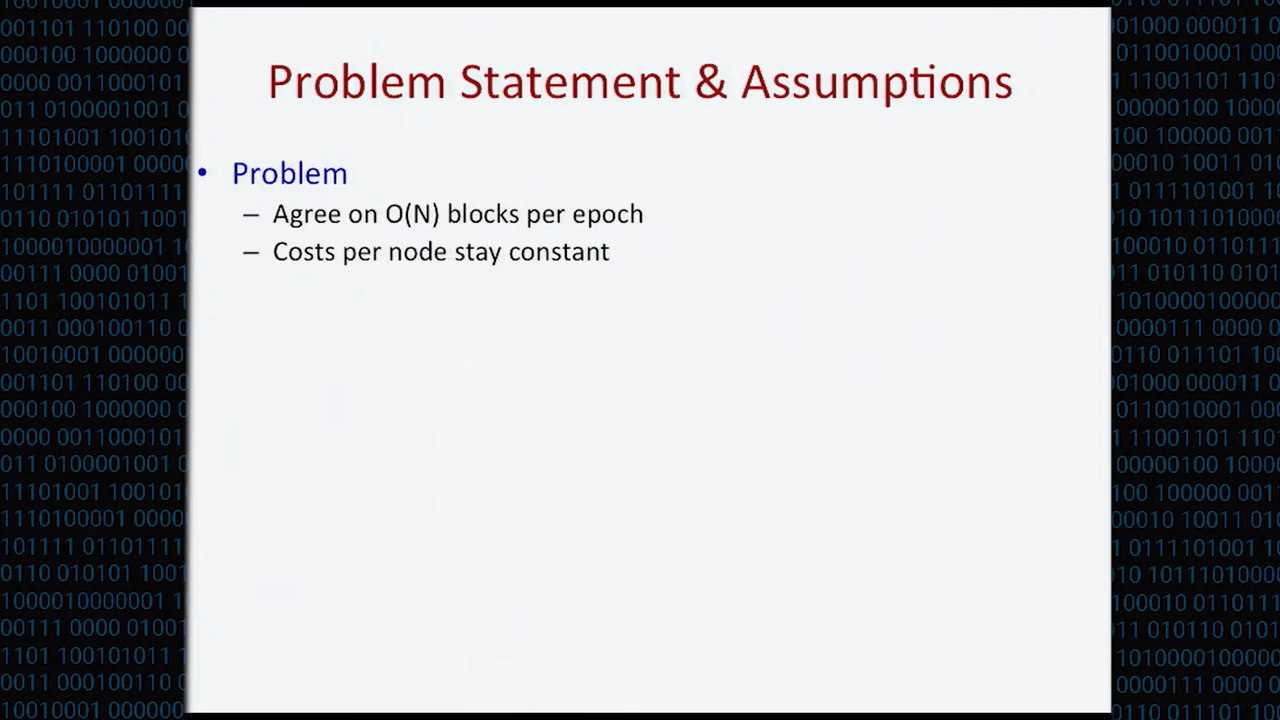 Problem Statement & Assumptions
• Problem
– Agree on O(N) blocks per epoch
– Costs per node stay constant